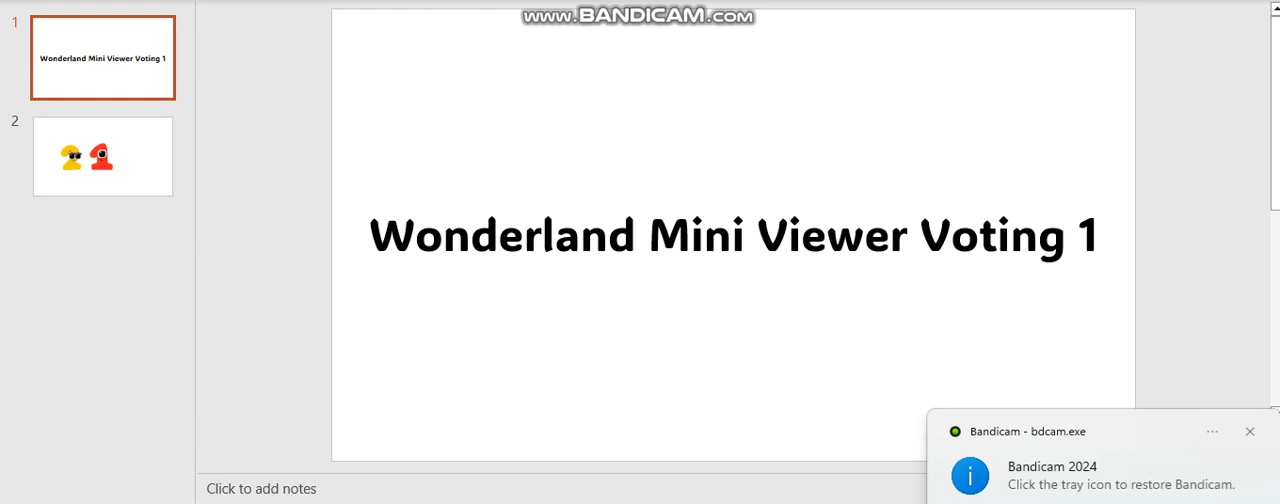 www.BANDICAM.com
1
Wonderland Mini Viewer Voting 1
2
Wonderland Mini Viewer Voting 1
Click to add notes
Bandicam - bdcam.exe
Bandicam 2024
Click the tray icon to restore Bandicam.